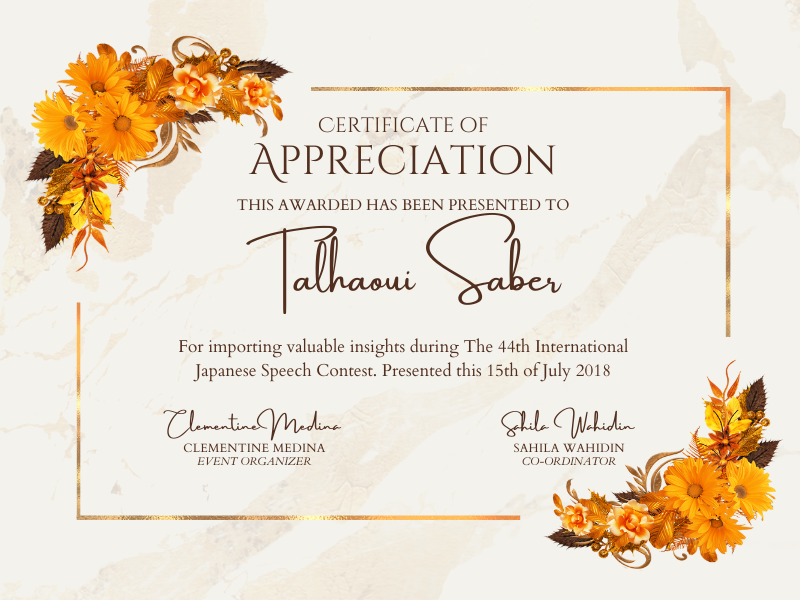 CERTIFICATE OF
APPRECIATION
THIS AWARDED HAS BEEN PRESENTED TO
Talhaoui Saber
For importing valuable insights during The 44th International
Japanese Speech Contest. Presented this 15th of July 2018
Clementine Medina
Sahila Wahidin
CLEMENTINE MEDINA
SAHILA WAHIDIN
EVENT ORGANIZER
CO-ORDINATOR